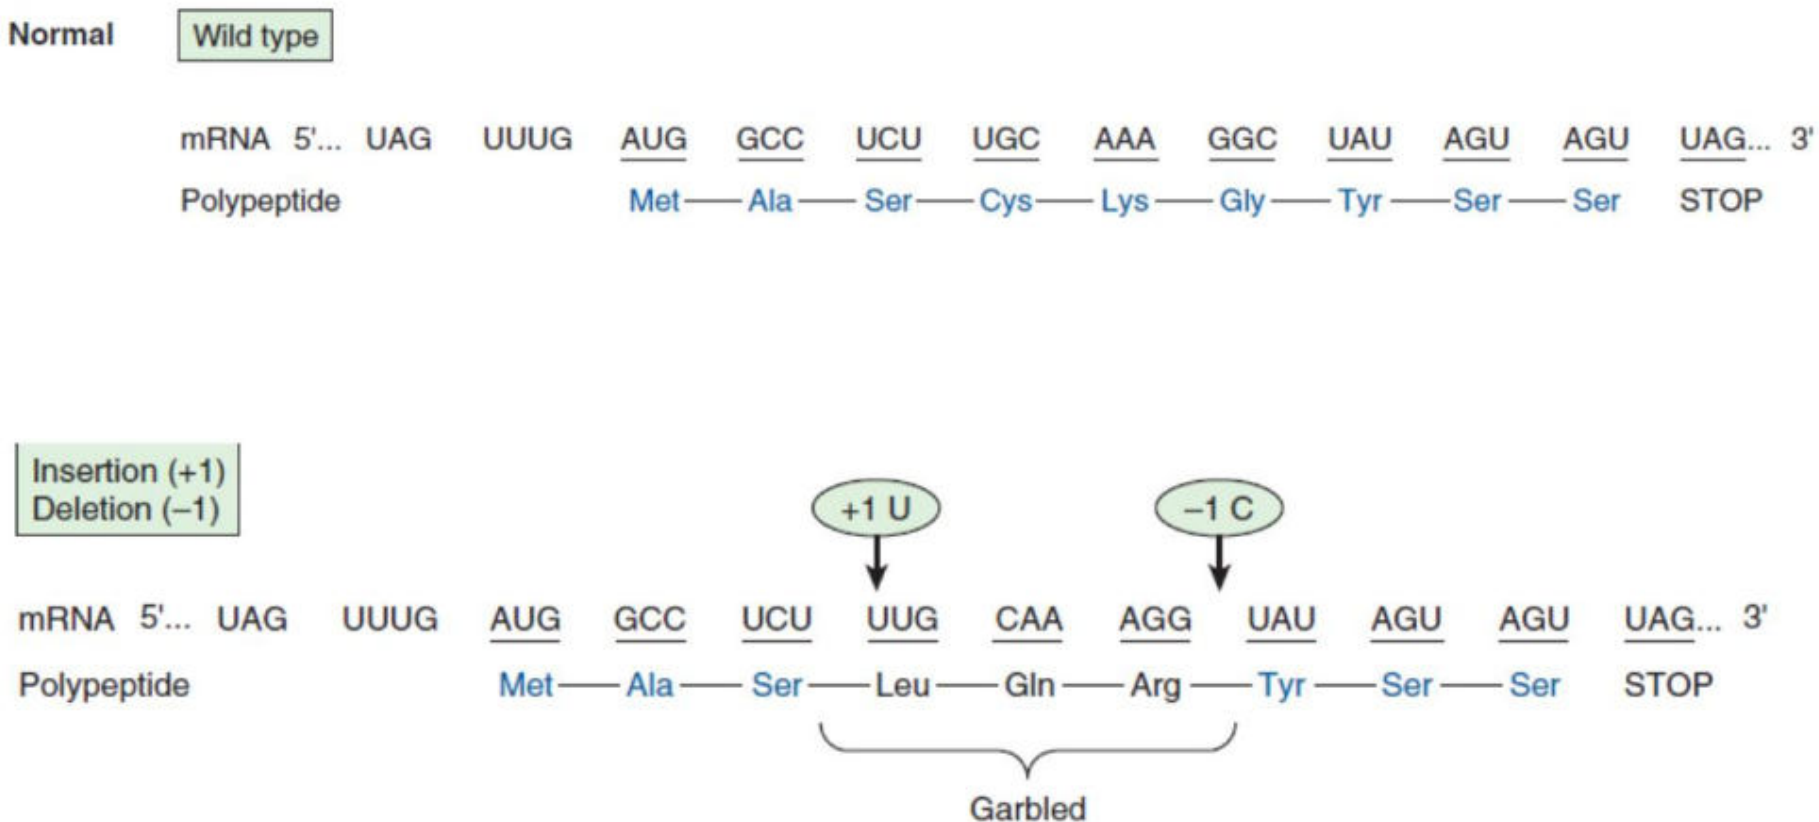 Normal Wild type
mRNA 5'... UAG UUUG AUG GCC UCU UGC AAA GGC UAU AGU AGU UAG... 3'
Polypeptide Met Ala Ser Cys Lys Gly Tyr Ser Ser STOP
Insertion (+1)
Deletion (–1)
+1 U –1 C
mRNA 5'... UAG UUUG AUG GCC UCU UUG CAA AGG UAU AGU AGU UAG... 3'
Polypeptide Met Ala Ser Leu Gln Arg Tyr Ser Ser STOP
Garbled